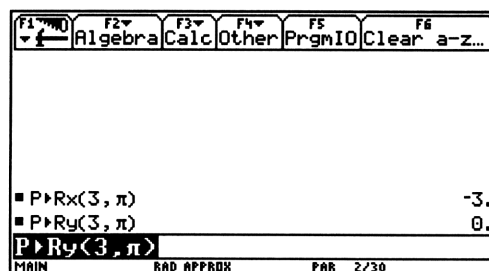 F1 F2 F3 F4 F5 F6
Algebra Calc Other PrgmIO Clear a-z…
P▸Rx(3,π) -3.
P▸Ry(3,π) 0.
P▸Ry(3,π)
MAIN RAD APPROX PAR 2/30